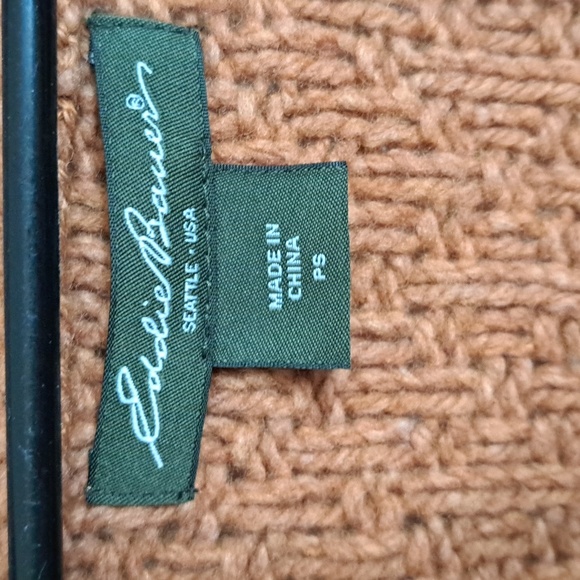 Eddie Bauer®
SEATTLE • USA
MADE IN
CHINA
PS